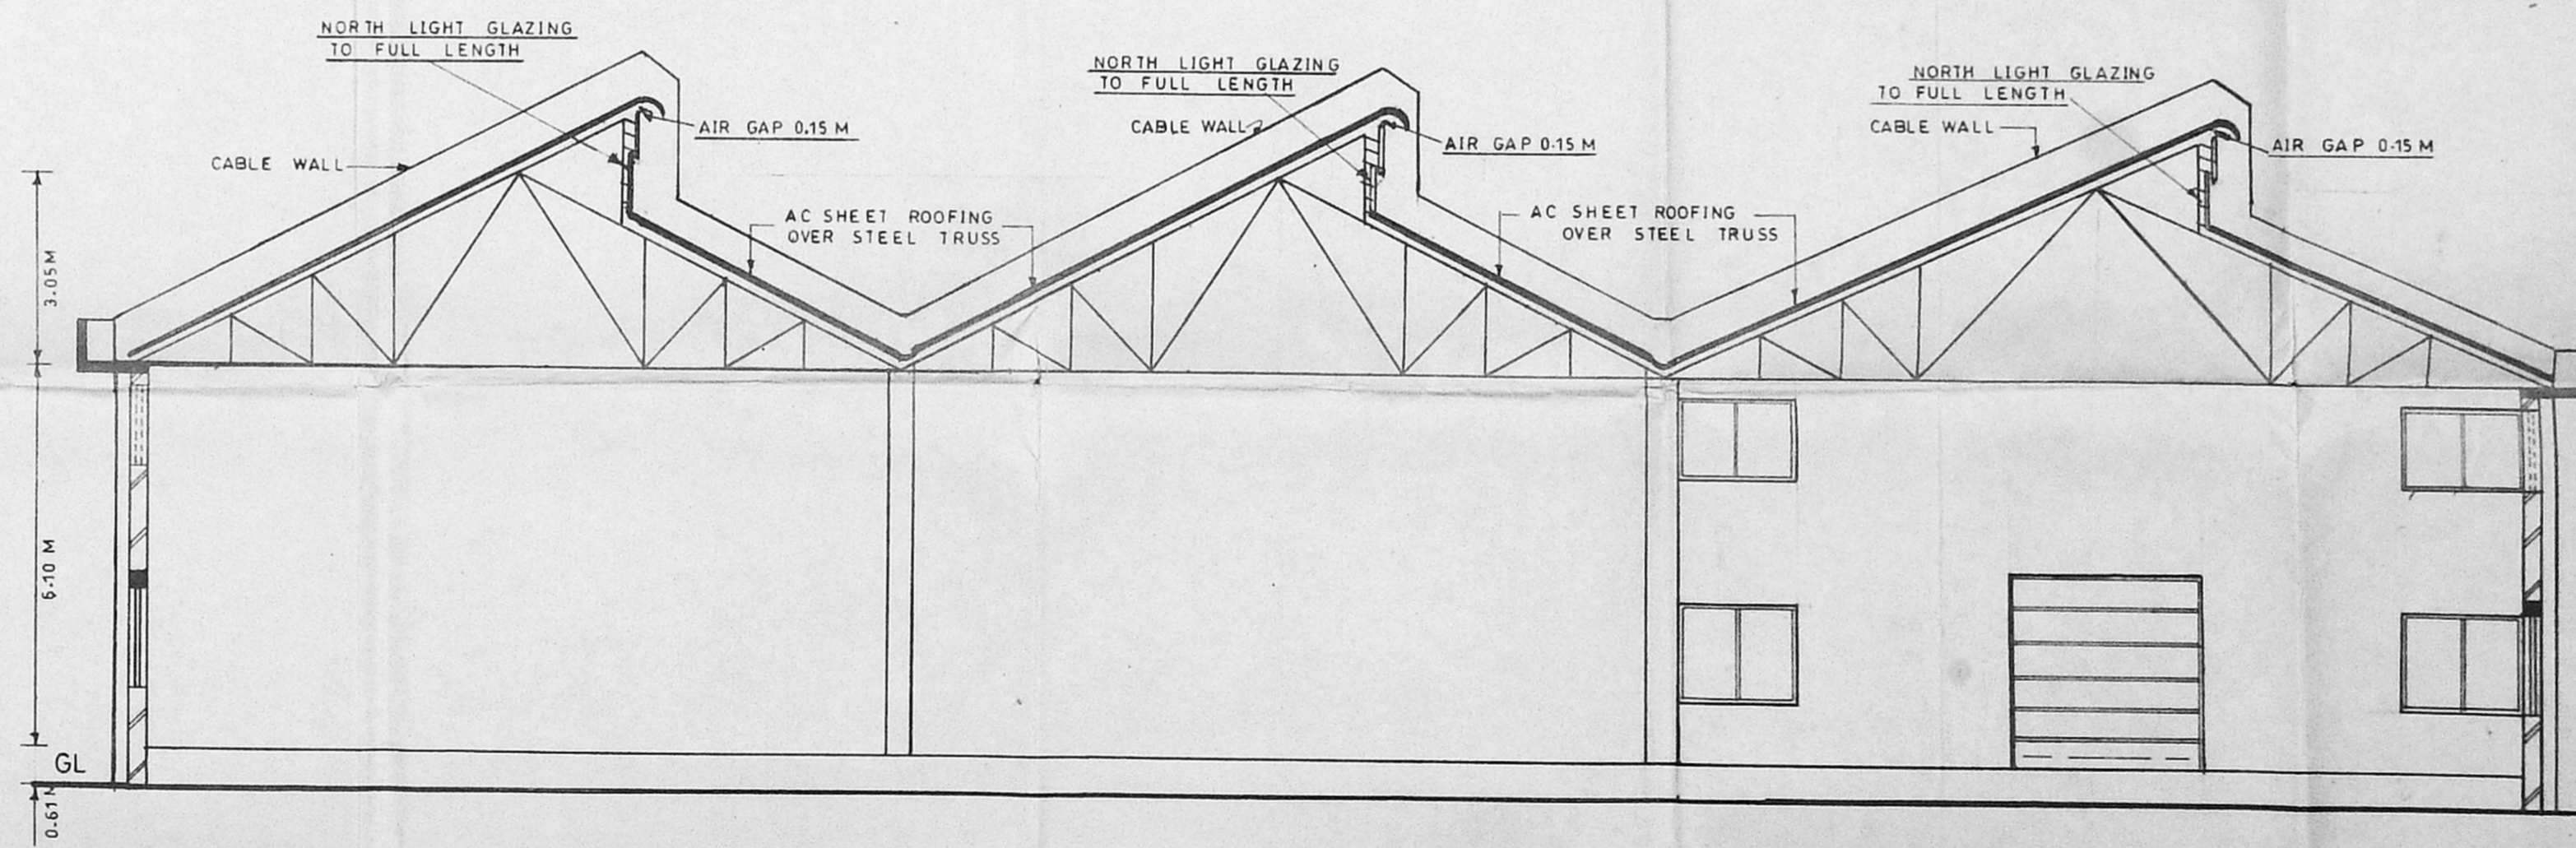 NORTH LIGHT GLAZING
TO FULL LENGTH
AIR GAP 0.15 M
CABLE WALL
AC SHEET ROOFING
OVER STEEL TRUSS
NORTH LIGHT GLAZING
TO FULL LENGTH
CABLE WALL
AIR GAP 0.15 M
AC SHEET ROOFING
OVER STEEL TRUSS
NORTH LIGHT GLAZING
TO FULL LENGTH
CABLE WALL
AIR GAP 0.15 M
3.05M
6.10 M
GL
0.61M